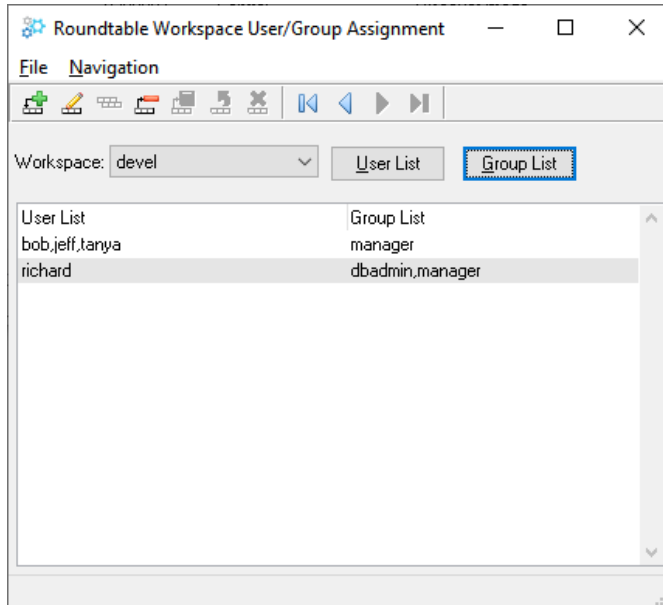 Roundtable Workspace User/Group Assignment
File Navigation
Workspace: devel User List Group List
User List Group List
bob,jeff,tanya manager
richard dbadmin,manager